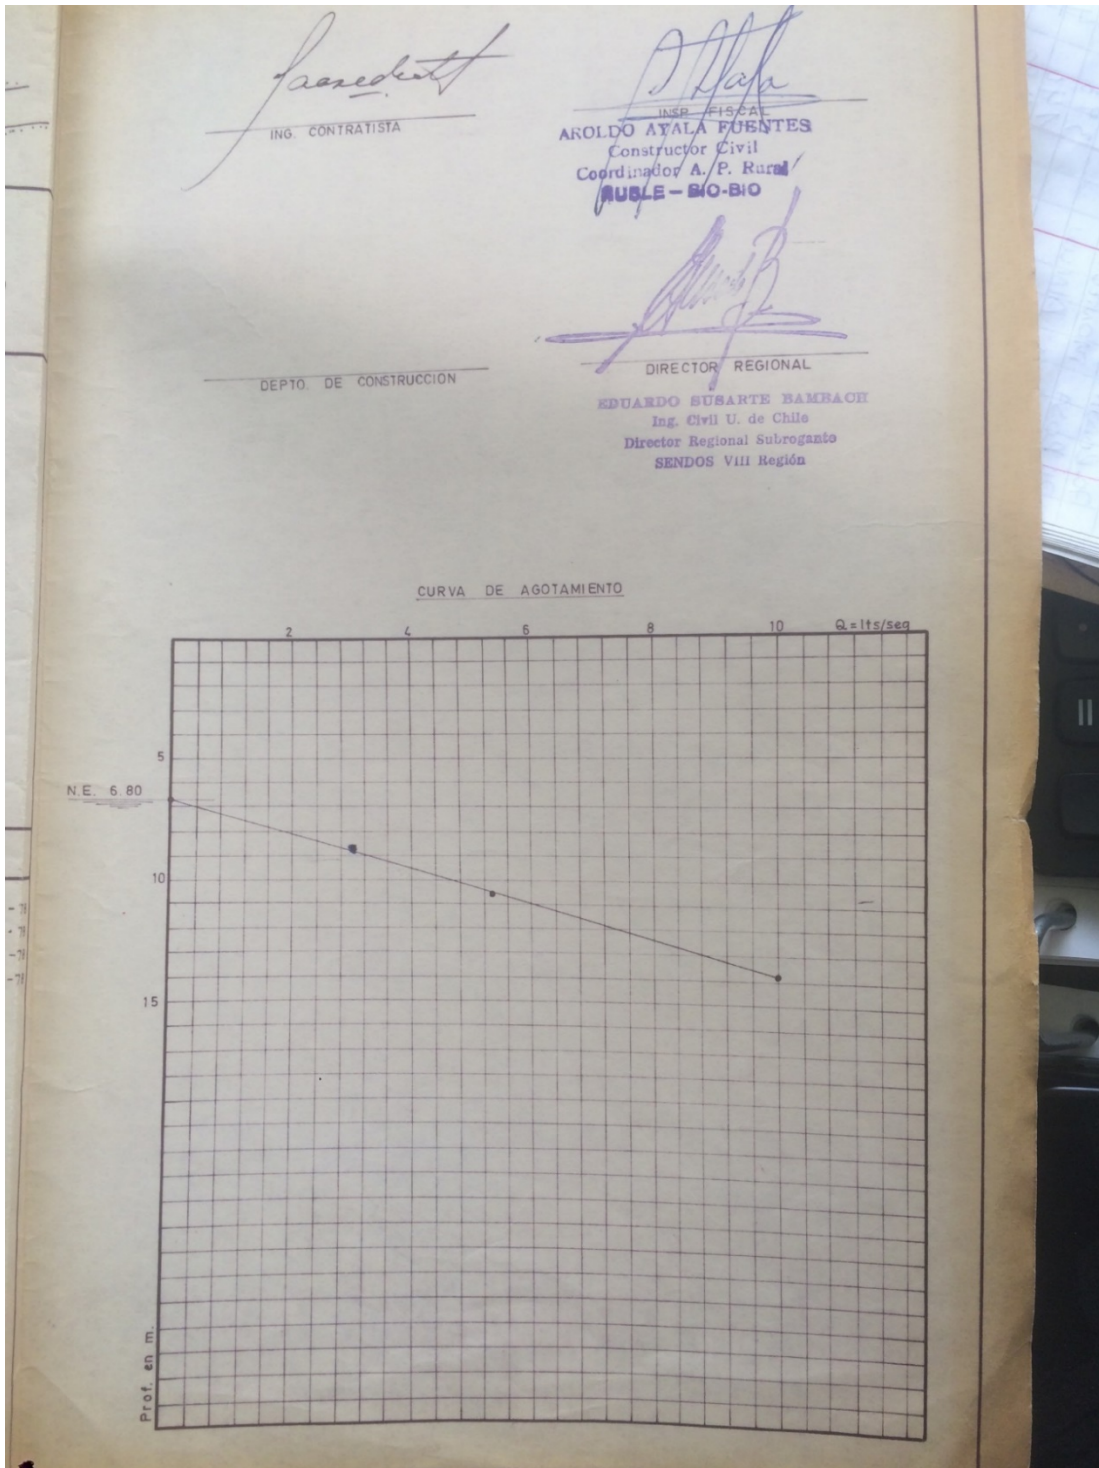 ING. CONTRATISTA
INSP. FISCAL
AROLDO AYALA FUENTES
Constructor Civil
Coordinador A. P. Rural
ÑUBLE - BIO-BIO
DIRECTOR REGIONAL
DEPTO. DE CONSTRUCCION
EDUARDO SUSARTE BAMBACH
Ing. Civil U. de Chile
Director Regional Subrogante
SENDOS VIII Región
CURVA DE AGOTAMIENTO
2 4 6 8 10 Q=lts/seg
5
N.E. 6.80
10
15
Prof. en m.